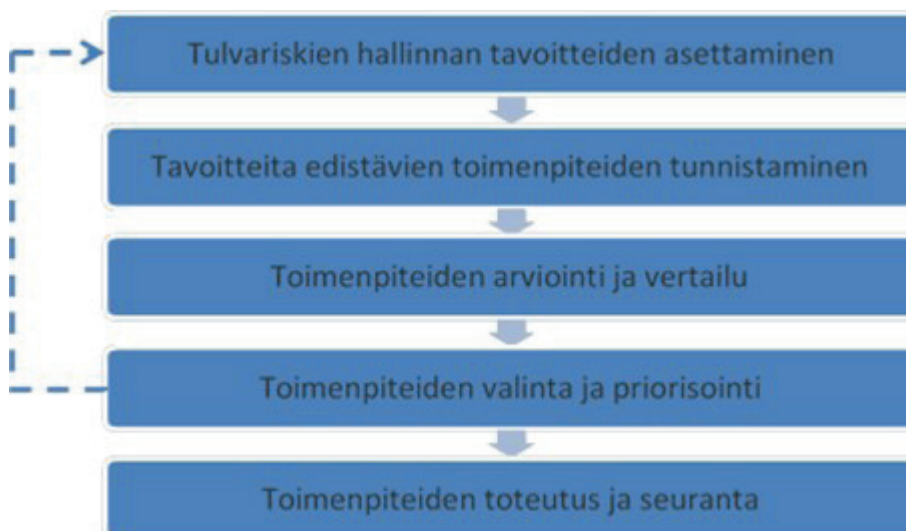 Tulvariskien hallinnan tavoitteiden asettaminen
Tavoitteita edistävien toimenpiteiden tunnistaminen
Toimenpiteiden arviointi ja vertailu
Toimenpiteiden valinta ja priorisointi
Toimenpiteiden toteutus ja seuranta